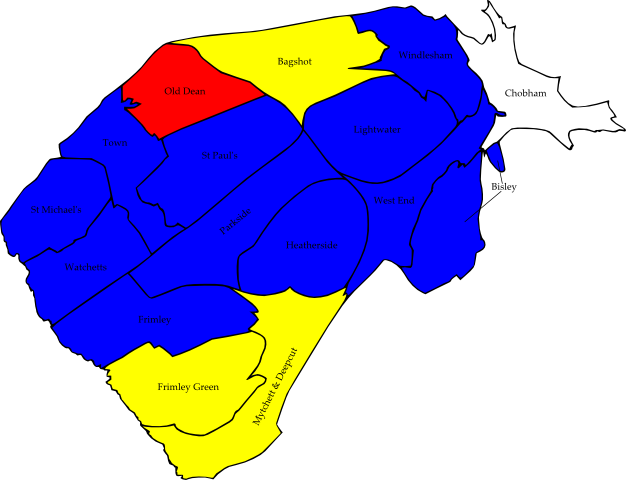 Windlesham
Bagshot
Old Dean
Chobham
Lightwater
Town
St Paul's
Bisley
West End
St Michaels
Parkside
Heatherside
Watchetts
Frimley
Mytchett & Deepcut
Frimley Green